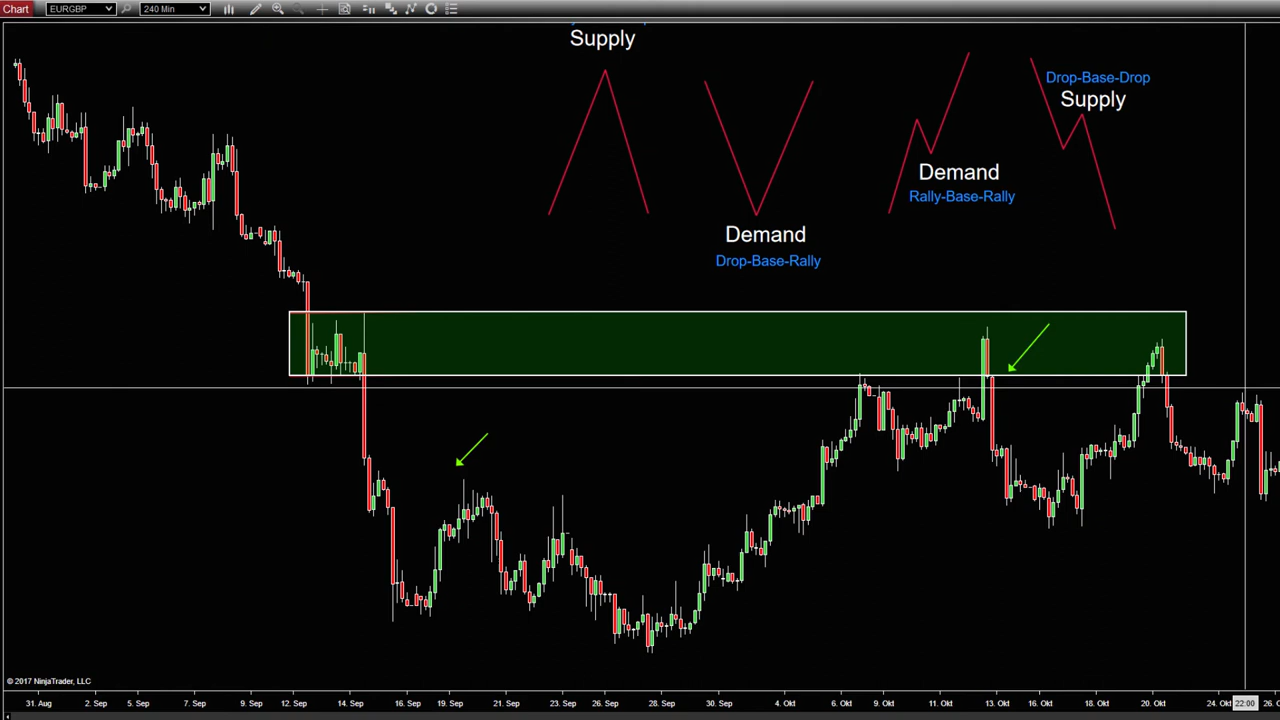 Chart EURGBP 240 Min
Supply
Drop-Base-Drop
Supply
Demand
Rally-Base-Rally
Demand
Drop-Base-Rally
© 2017 NinjaTrader, LLC
31. Aug 2. Sep 5. Sep 7. Sep 9. Sep 12. Sep 14. Sep 16. Sep 19. Sep 21. Sep 23. Sep 26. Sep 28. Sep 30. Sep 4. Okt 6. Okt 9. Okt 11. Okt 13. Okt 16. Okt 18. Okt 20. Okt 24. Okt 22:00 26. O